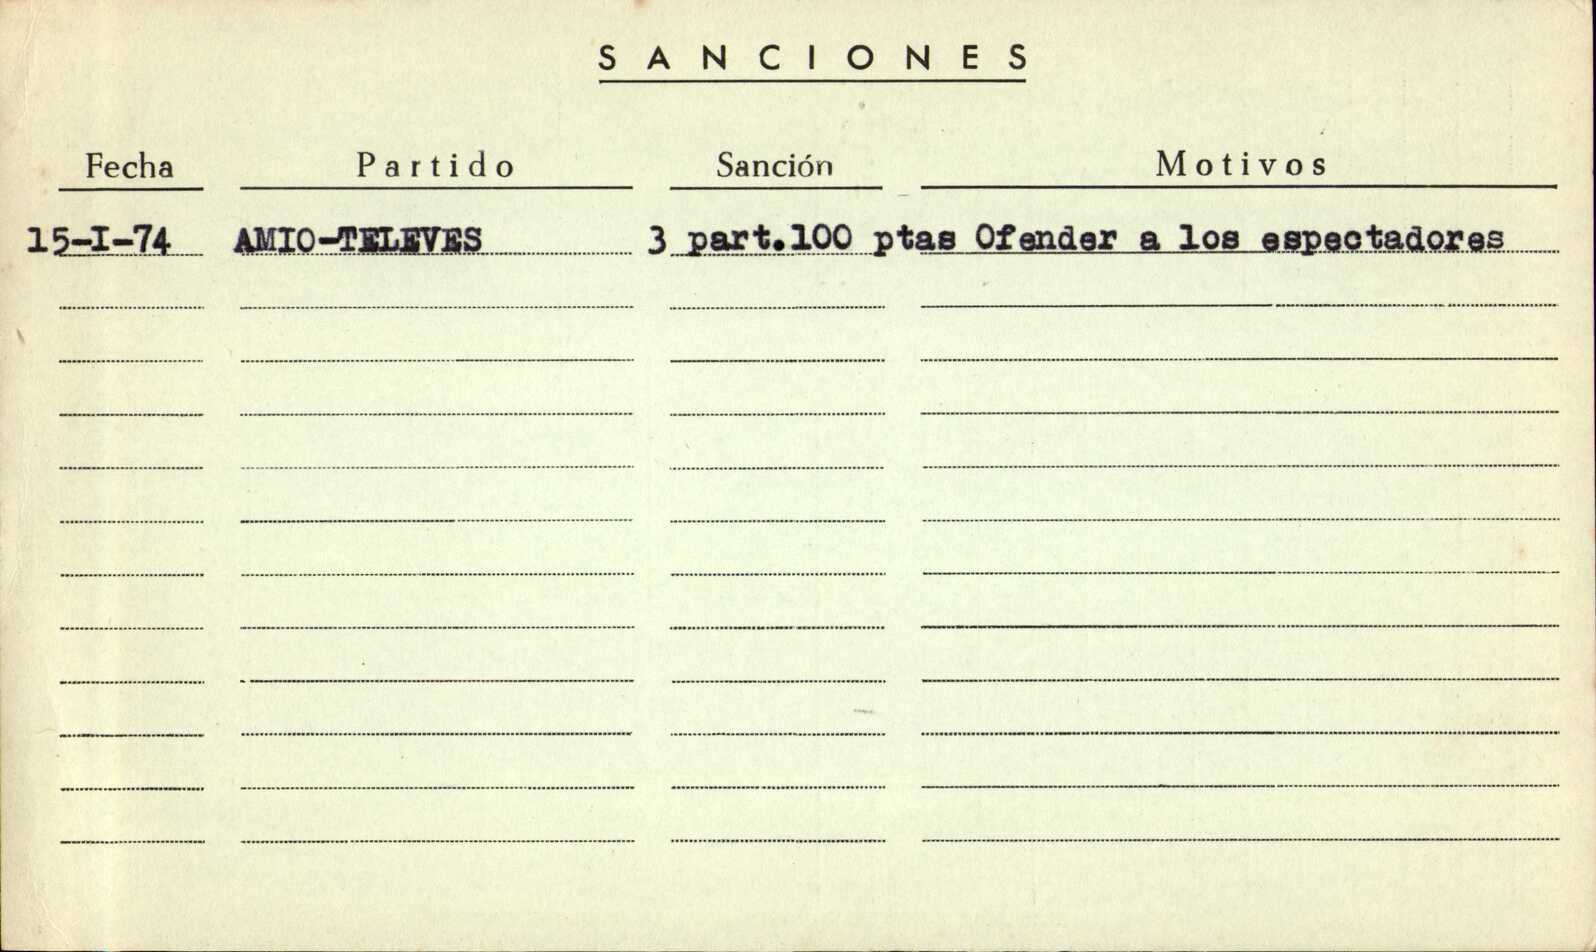 SANCIONES
Fecha Partido Sanción Motivos
15-I-74 AMIO-TELEVES 3 part.100 ptas Ofender a los espectadores